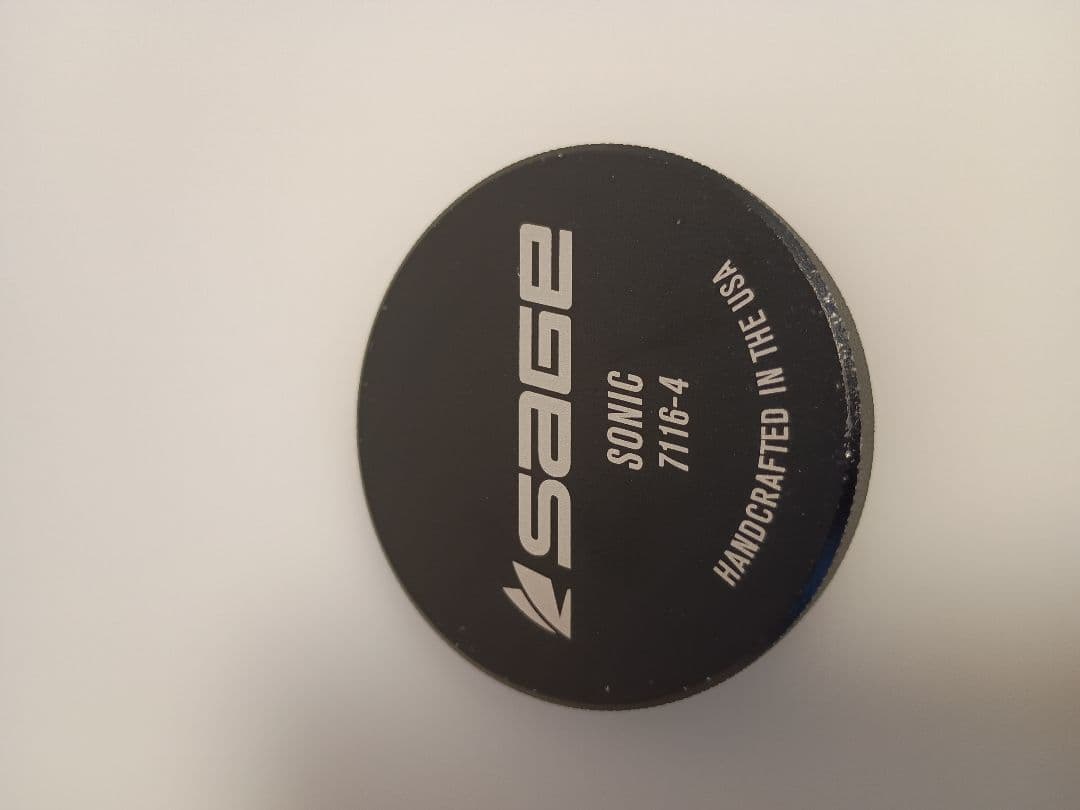 SAGE
SONIC
7116-4
HANDCRAFTED IN THE USA